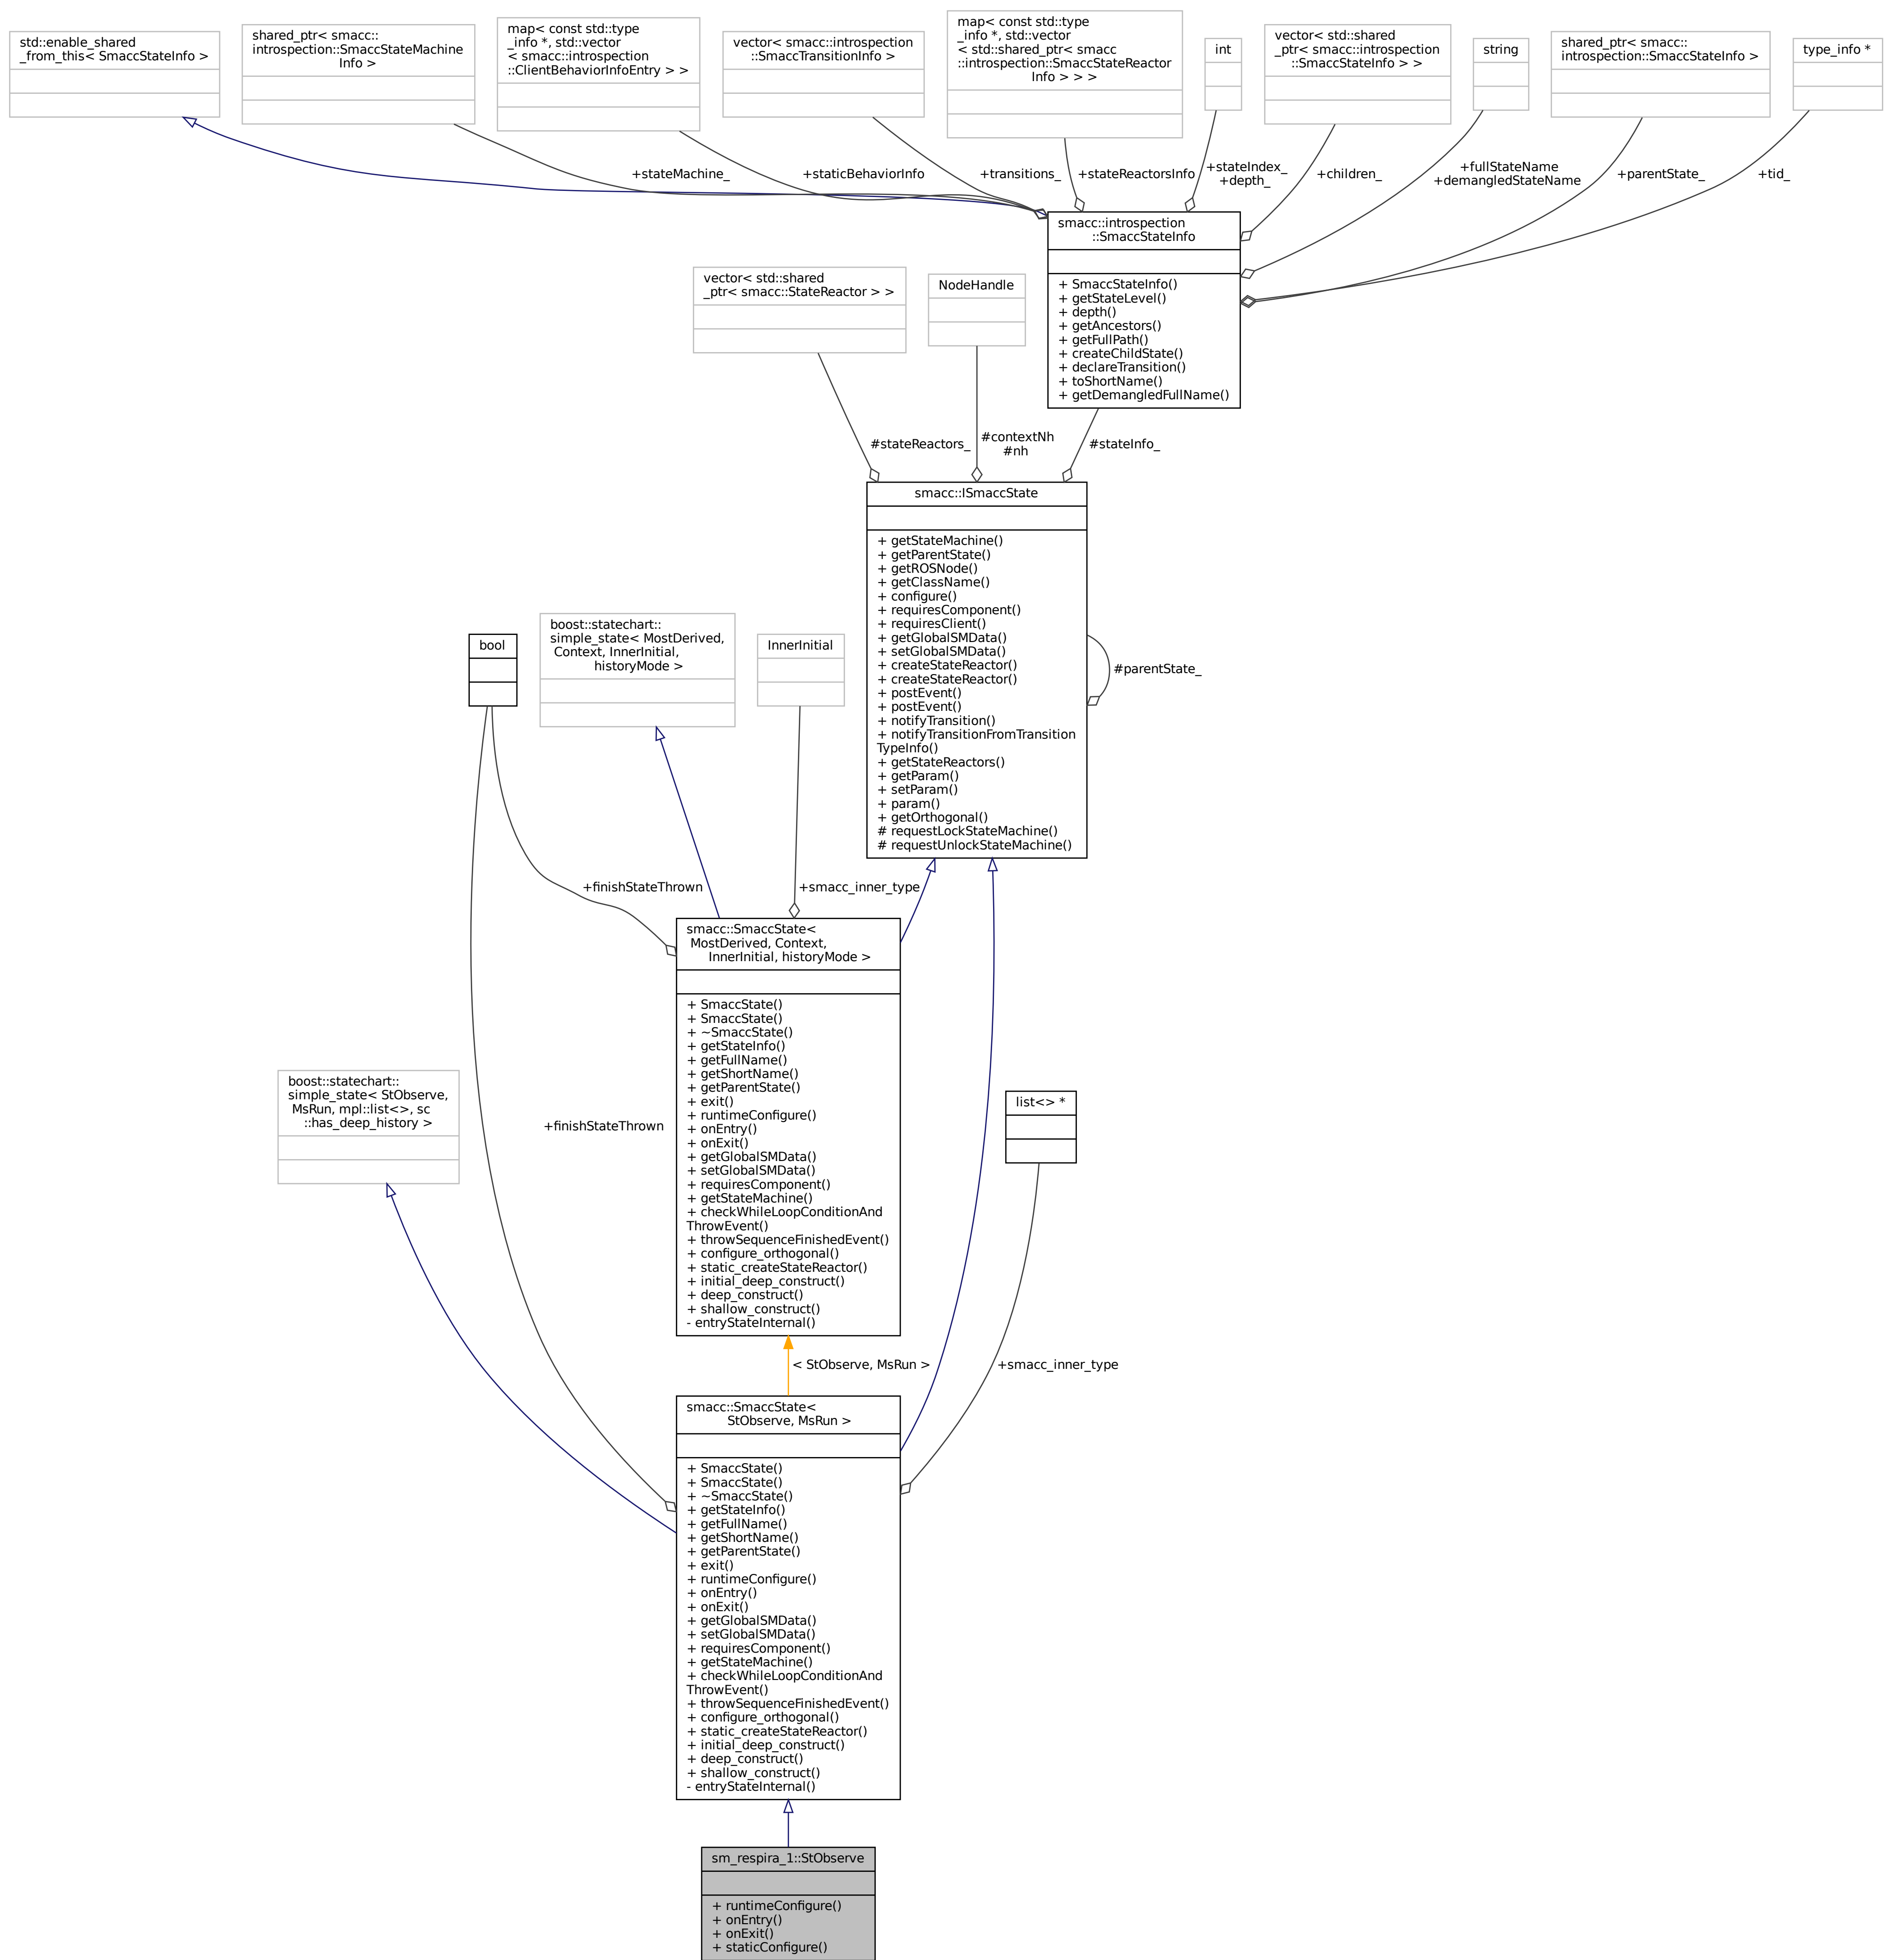 std::enable_shared
_from_this< SmaccStateInfo >
shared_ptr< smacc::
introspection::SmaccStateMachine
Info >
map< const std::type
_info *, std::vector
< smacc::introspection
::ClientBehaviorInfoEntry > >
vector< smacc::introspection
::SmaccTransitionInfo >
map< const std::type
_info *, std::vector
< std::shared_ptr< smacc
::introspection::SmaccStateReactor
Info > > >
int
vector< std::shared
_ptr< smacc::introspection
::SmaccStateInfo > >
string
shared_ptr< smacc::
introspection::SmaccStateInfo >
type_info *
+stateMachine_
+staticBehaviorInfo
+transitions_
+stateReactorsInfo
+stateIndex_
+depth_
+children_
+fullStateName
+demangledStateName
+parentState_
+tid_
smacc::introspection
::SmaccStateInfo
+ SmaccStateInfo()
+ getStateLevel()
+ depth()
+ getAncestors()
+ getFullPath()
+ createChildState()
+ declareTransition()
+ toShortName()
+ getDemangledFullName()
vector< std::shared
_ptr< smacc::StateReactor > >
NodeHandle
#stateReactors_
#contextNh
#nh
#stateInfo_
smacc::ISmaccState
+ getStateMachine()
+ getParentState()
+ getROSNode()
+ getClassName()
+ configure()
+ requiresComponent()
+ requiresClient()
+ getGlobalSMData()
+ setGlobalSMData()
+ createStateReactor()
+ createStateReactor()
+ postEvent()
+ postEvent()
+ notifyTransition()
+ notifyTransitionFromTransition
TypeInfo()
+ getStateReactors()
+ getParam()
+ setParam()
+ param()
+ getOrthogonal()
# requestLockStateMachine()
# requestUnlockStateMachine()
#parentState_
bool
boost::statechart::
simple_state< MostDerived,
Context, InnerInitial,
historyMode >
InnerInitial
+finishStateThrown
+smacc_inner_type
smacc::SmaccState<
MostDerived, Context,
InnerInitial, historyMode >
+ SmaccState()
+ SmaccState()
+ ~SmaccState()
+ getStateInfo()
+ getFullName()
+ getShortName()
+ getParentState()
+ exit()
+ runtimeConfigure()
+ onEntry()
+ onExit()
+ getGlobalSMData()
+ setGlobalSMData()
+ requiresComponent()
+ getStateMachine()
+ checkWhileLoopConditionAnd
ThrowEvent()
+ throwSequenceFinishedEvent()
+ configure_orthogonal()
+ static_createStateReactor()
+ initial_deep_construct()
+ deep_construct()
+ shallow_construct()
- entryStateInternal()
boost::statechart::
simple_state< StObserve,
MsRun, mpl::list<>, sc
::has_deep_history >
+finishStateThrown
list<> *
< StObserve, MsRun >
+smacc_inner_type
smacc::SmaccState<
StObserve, MsRun >
+ SmaccState()
+ SmaccState()
+ ~SmaccState()
+ getStateInfo()
+ getFullName()
+ getShortName()
+ getParentState()
+ exit()
+ runtimeConfigure()
+ onEntry()
+ onExit()
+ getGlobalSMData()
+ setGlobalSMData()
+ requiresComponent()
+ getStateMachine()
+ checkWhileLoopConditionAnd
ThrowEvent()
+ throwSequenceFinishedEvent()
+ configure_orthogonal()
+ static_createStateReactor()
+ initial_deep_construct()
+ deep_construct()
+ shallow_construct()
- entryStateInternal()
sm_respira_1::StObserve
+ runtimeConfigure()
+ onEntry()
+ onExit()
+ staticConfigure()